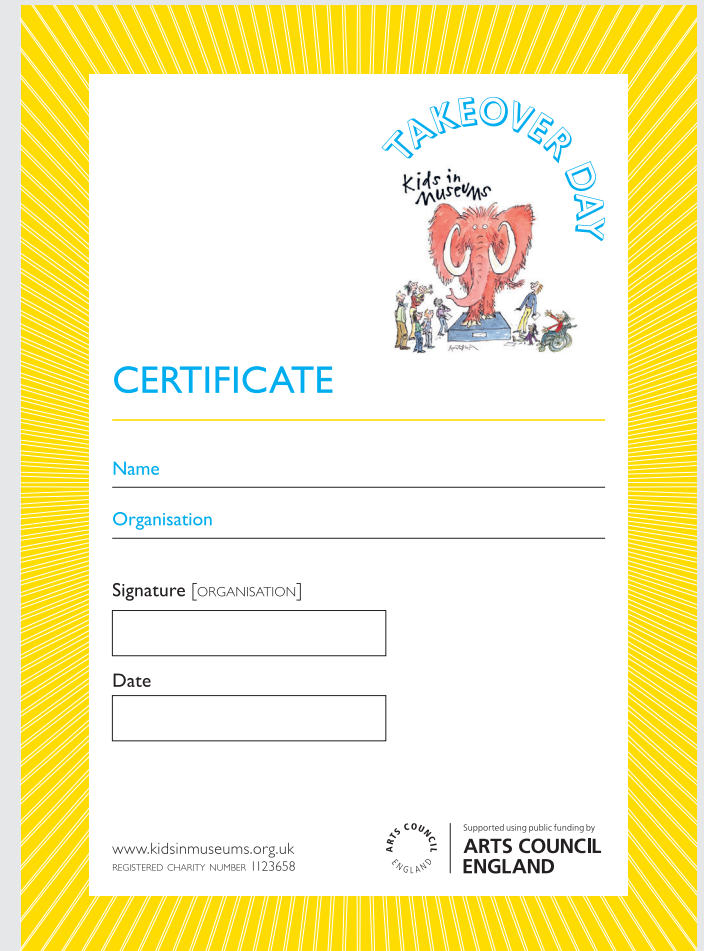 TAKEOVER DAY
Kids in
Museums
CERTIFICATE
Name
Organisation
Signature [ORGANISATION]
Date
www.kidsinmuseums.org.uk
REGISTERED CHARITY NUMBER 1123658
ARTS COUNCIL
ENGLAND
Supported using public funding by
ARTS COUNCIL
ENGLAND